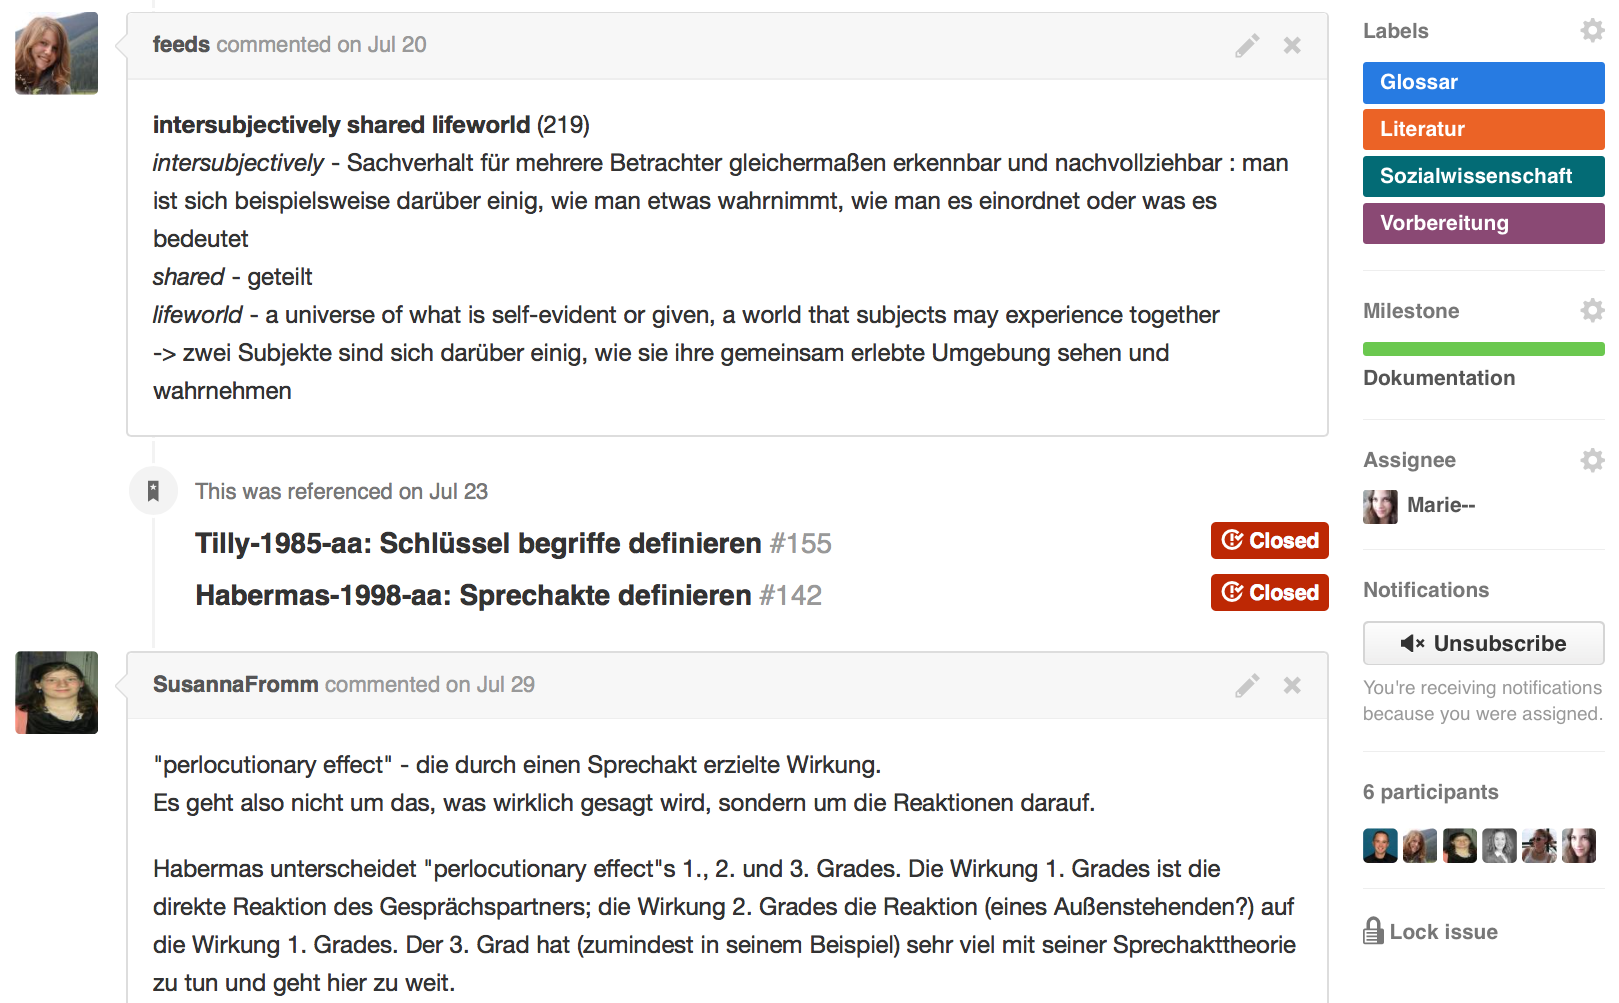 feeds commented on Jul 20
intersubjectively shared lifeworld (219)
intersubjectively - Sachverhalt für mehrere Betrachter gleichermaßen erkennbar und nachvollziehbar : man
ist sich beispielsweise darüber einig, wie man etwas wahrnimmt, wie man es einordnet oder was es
bedeutet
shared - geteilt
lifeworld - a universe of what is self-evident or given, a world that subjects may experience together
-> zwei Subjekte sind sich darüber einig, wie sie ihre gemeinsam erlebte Umgebung sehen und
wahrnehmen
This was referenced on Jul 23
Tilly-1985-aa: Schlüssel begriffe definieren #155
Closed
Habermas-1998-aa: Sprechakte definieren #142
Closed
SusannaFromm commented on Jul 29
"perlocutionary effect" - die durch einen Sprechakt erzielte Wirkung.
Es geht also nicht um das, was wirklich gesagt wird, sondern um die Reaktionen darauf.
Habermas unterscheidet "perlocutionary effect"s 1., 2. und 3. Grades. Die Wirkung 1. Grades ist die
direkte Reaktion des Gesprächspartners; die Wirkung 2. Grades die Reaktion (eines Außenstehenden?) auf
die Wirkung 1. Grades. Der 3. Grad hat (zumindest in seinem Beispiel) sehr viel mit seiner Sprechakttheorie
zu tun und geht hier zu weit.
Labels
Glossar
Literatur
Sozialwissenschaft
Vorbereitung
Milestone
Dokumentation
Assignee
Marie--
Notifications
Unsubscribe
You're receiving notifications
because you were assigned.
6 participants
Lock issue